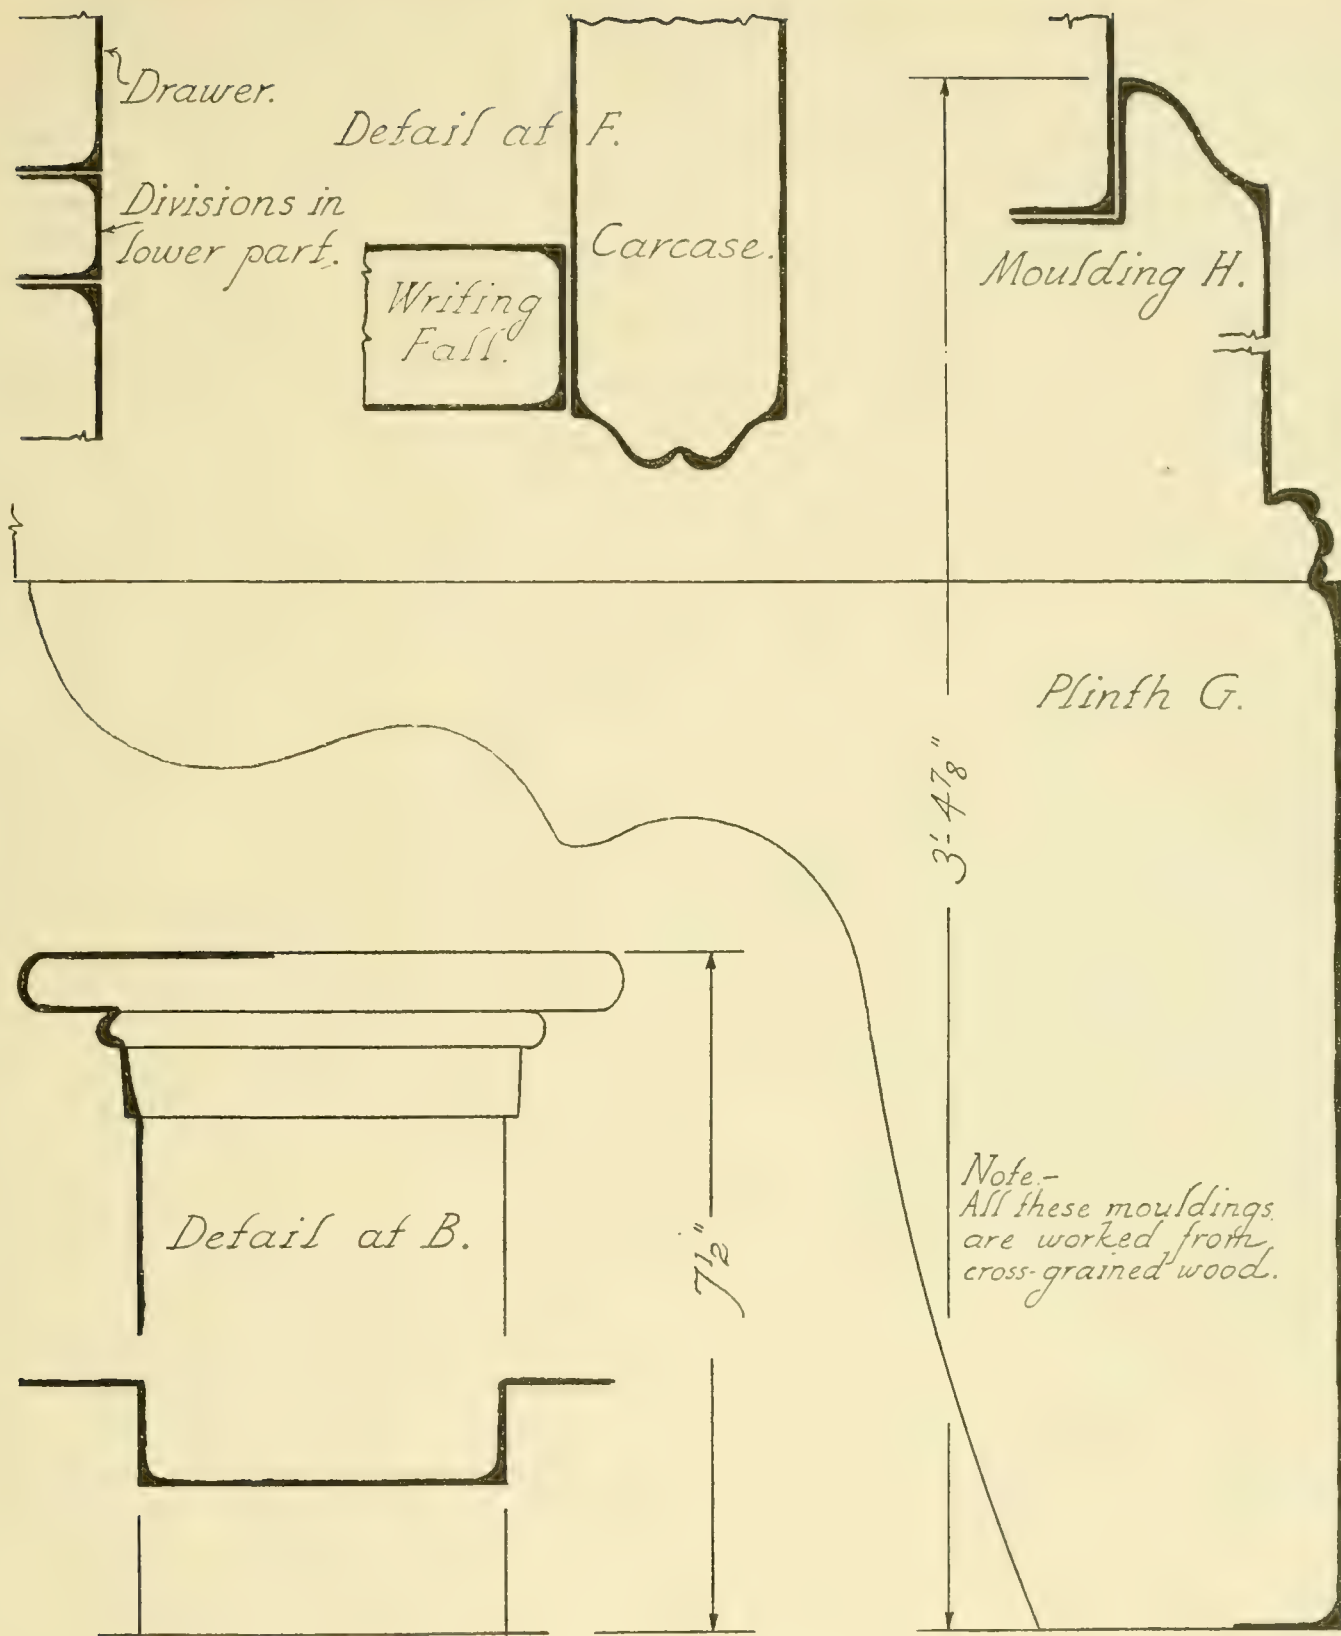 Drawer.
Detail at F.
Divisions in
lower part.
Carcase.
Writing
Fall.
Moulding H.
Plinth G.
3'-4⅞"
Detail at B.
7½"
Note.-
All these mouldings
are worked from
cross-grained wood.